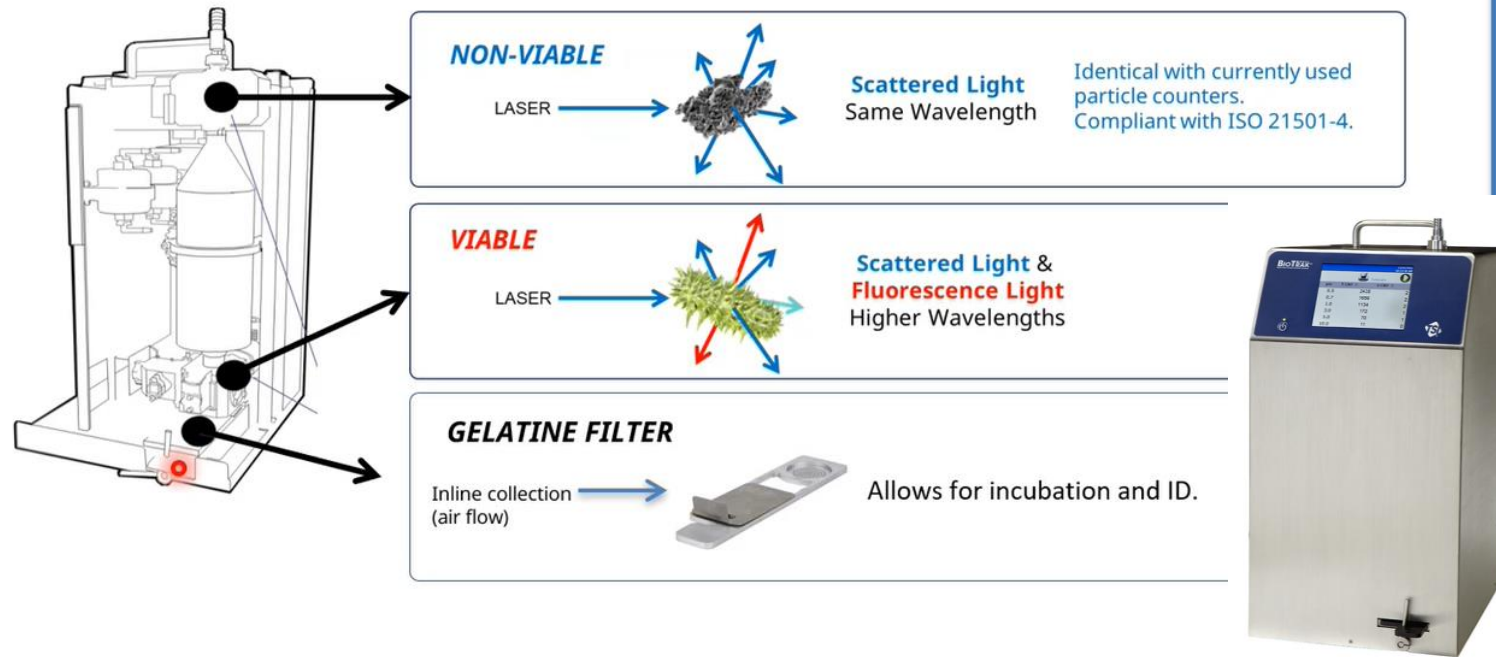 NON-VIABLE
LASER
Scattered Light
Same Wavelength
Identical with currently used
particle counters.
Compliant with ISO 21501-4.
VIABLE
LASER
Scattered Light &
Fluorescence Light
Higher Wavelengths
GELATINE FILTER
Inline collection
(air flow)
Allows for incubation and ID.
BIOTRAK
TSI